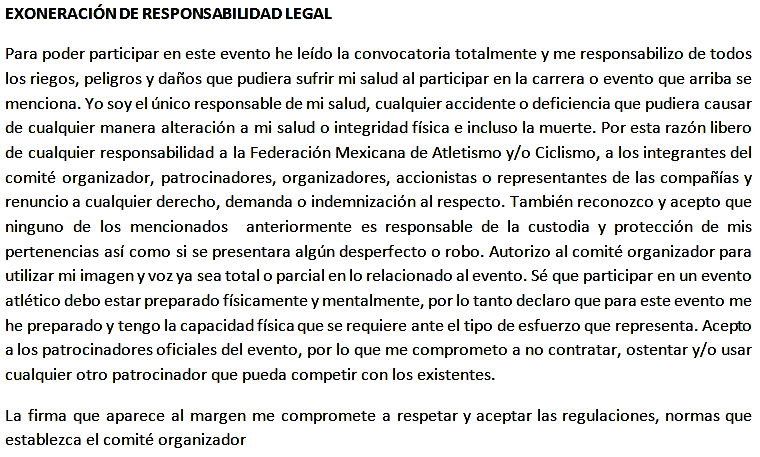 EXONERACIÓN DE RESPONSABILIDAD LEGAL
Para poder participar en este evento he leído la convocatoria totalmente y me responsabilizo de todos
los riegos, peligros y daños que pudiera sufrir mi salud al participar en la carrera o evento que arriba se
menciona. Yo soy el único responsable de mi salud, cualquier accidente o deficiencia que pudiera causar
de cualquier manera alteración a mi salud o integridad física e incluso la muerte. Por esta razón libero
de cualquier responsabilidad a la Federación Mexicana de Atletismo y/o Ciclismo, a los integrantes del
comité organizador, patrocinadores, organizadores, accionistas o representantes de las compañías y
renuncio a cualquier derecho, demanda o indemnización al respecto. También reconozco y acepto que
ninguno de los mencionados anteriormente es responsable de la custodia y protección de mis
pertenencias así como si se presentara algún desperfecto o robo. Autorizo al comité organizador para
utilizar mi imagen y voz ya sea total o parcial en lo relacionado al evento. Sé que participar en un evento
atlético debo estar preparado físicamente y mentalmente, por lo tanto declaro que para este evento me
he preparado y tengo la capacidad física que se requiere ante el tipo de esfuerzo que representa. Acepto
a los patrocinadores oficiales del evento, por lo que me comprometo a no contratar, ostentar y/o usar
cualquier otro patrocinador que pueda competir con los existentes.
La firma que aparece al margen me compromete a respetar y aceptar las regulaciones, normas que
establezca el comité organizador